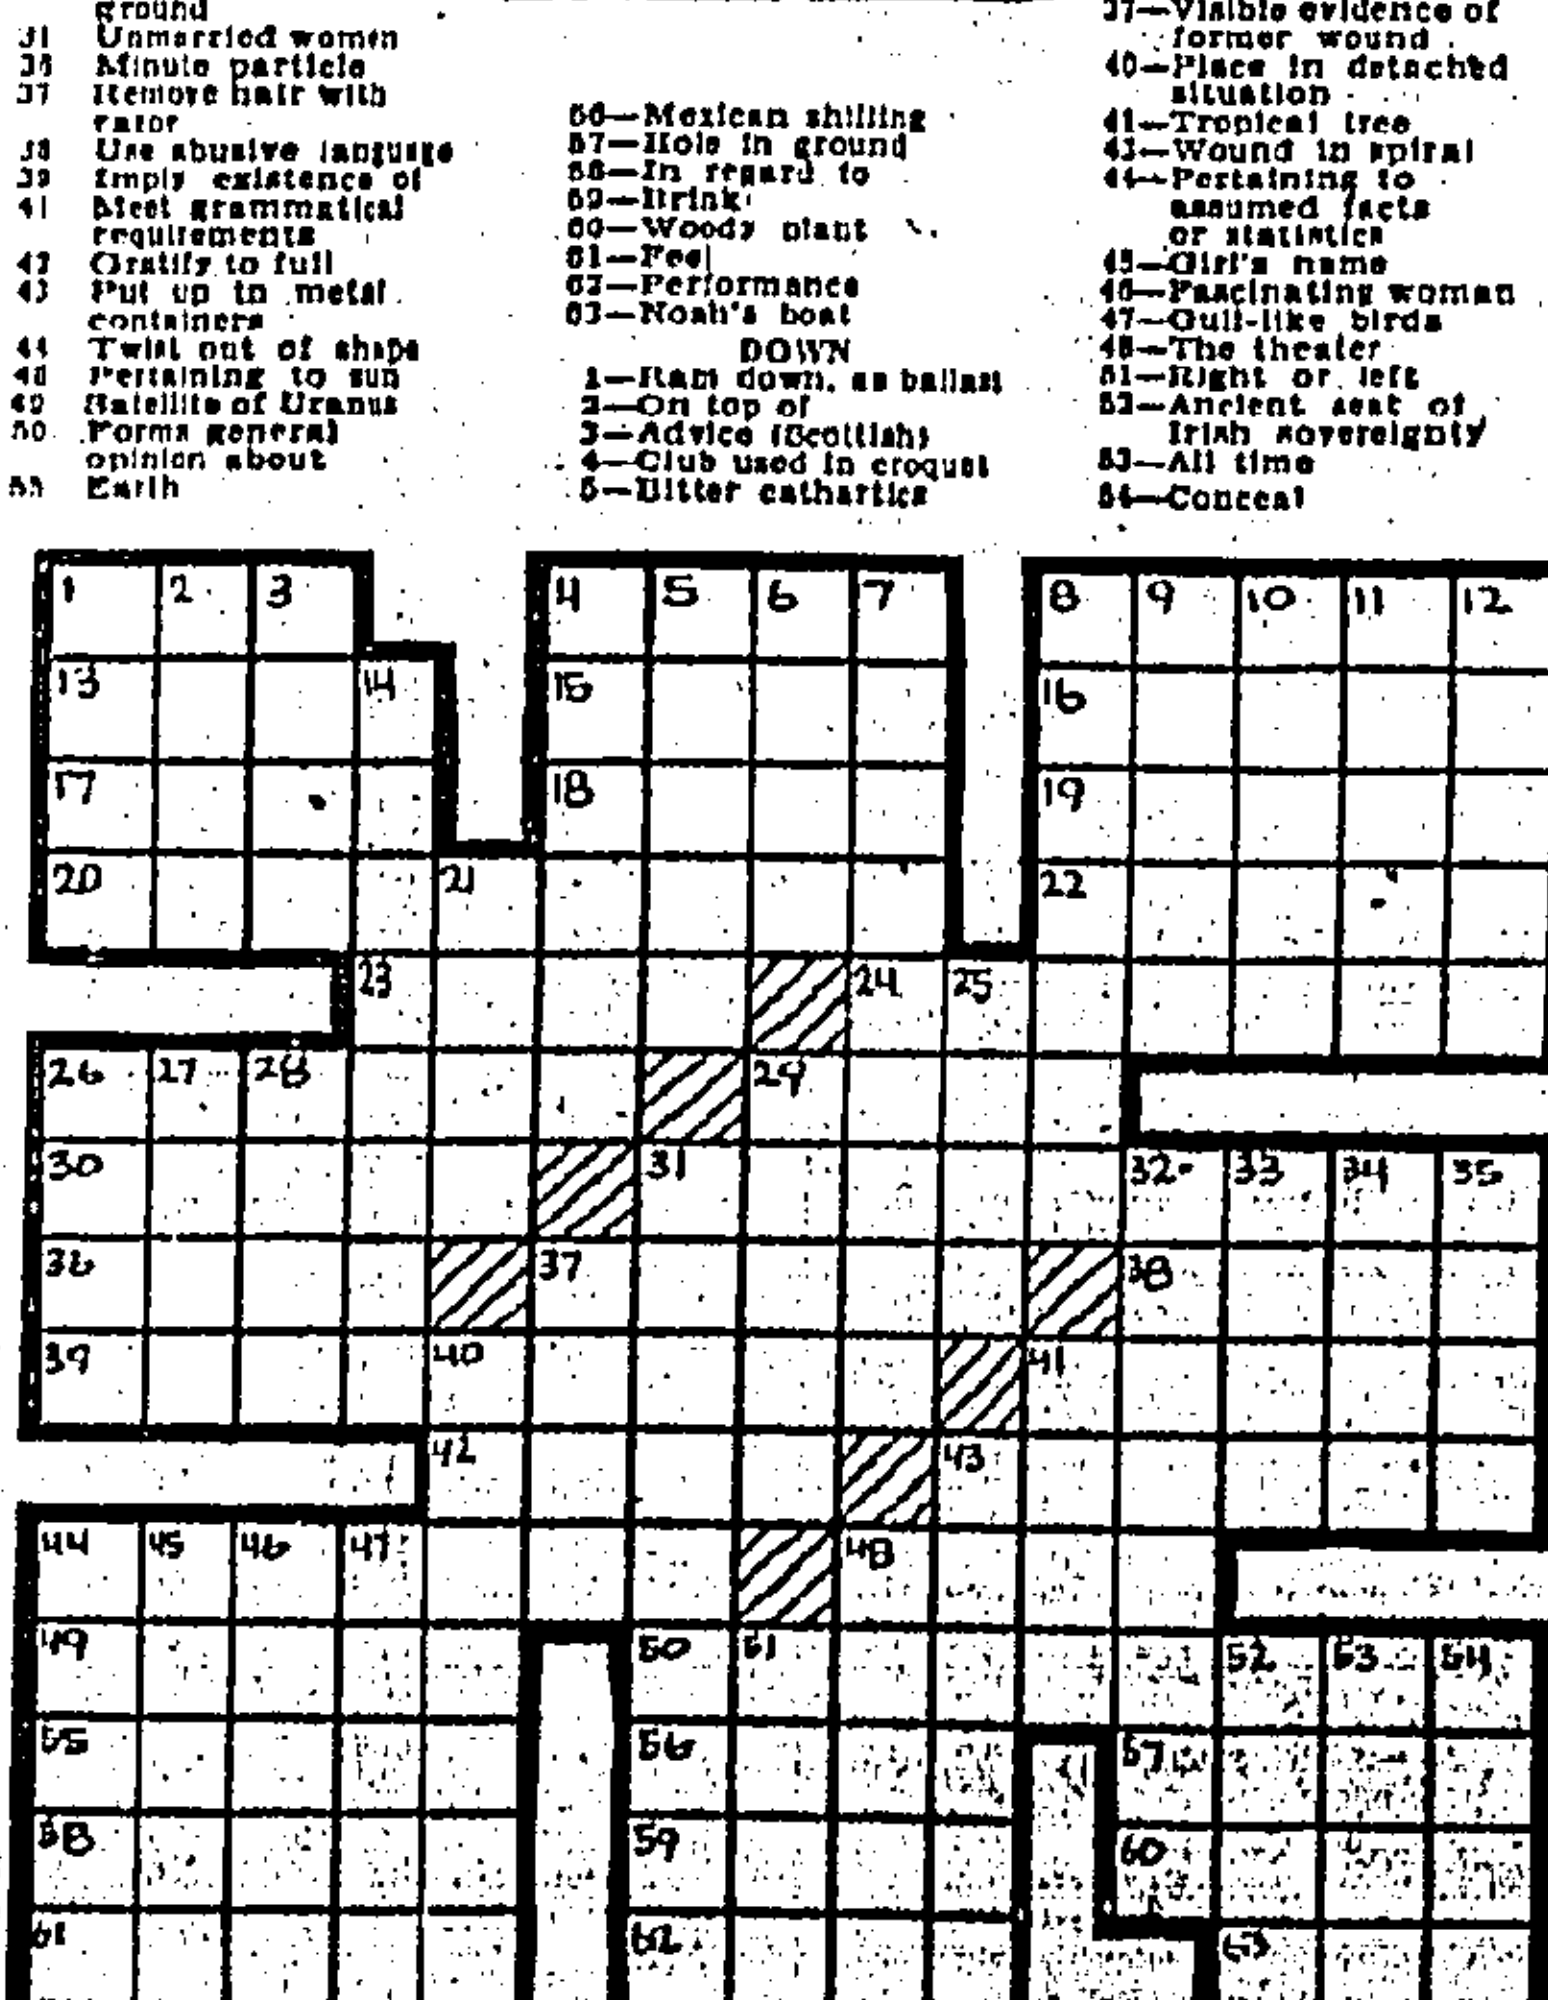 ground
31 Unmarried women
36 Minute particle
37 Remove hair with
razor
38 Use abusive language
39 Imply existence of
41 Meet grammatical
requirements
42 Gratify to full
43 Put up in metal
containers
44 Twist out of shape
48 Pertaining to sun
49 Satellite of Uranus
50 Forms general
opinion about
55 Earth
56—Mexican shilling
57—Hole in ground
58—In regard to
59—Drink
60—Woody plant
61—Feel
62—Performance
63—Noah's boat
DOWN
1—Ram down, as ballast
2—On top of
3—Advice (Scottish)
4—Club used in croquet
5—Bitter cathartics
37—Visible evidence of
former wound
40—Place in detached
situation
41—Tropical tree
43—Wound in spiral
44—Pertaining to
assumed facts
or statistics
45—Girl's name
46—Fascinating woman
47—Gull-like birds
48—The theater
51—Right or left
52—Ancient seat of
Irish sovereignty
53—All time
54—Conceal
1 2 3 4 5 6 7 8 9 10 11 12
13 14 15 16
17 18 19
20 21 22
23 24 25
26 27 28 29
30 31 32 33 34 35
36 37 38
39 40 41
42 43
44 45 46 47 48
49 50 51 52 53 54
55 56 57
58 59 60
61 62 63